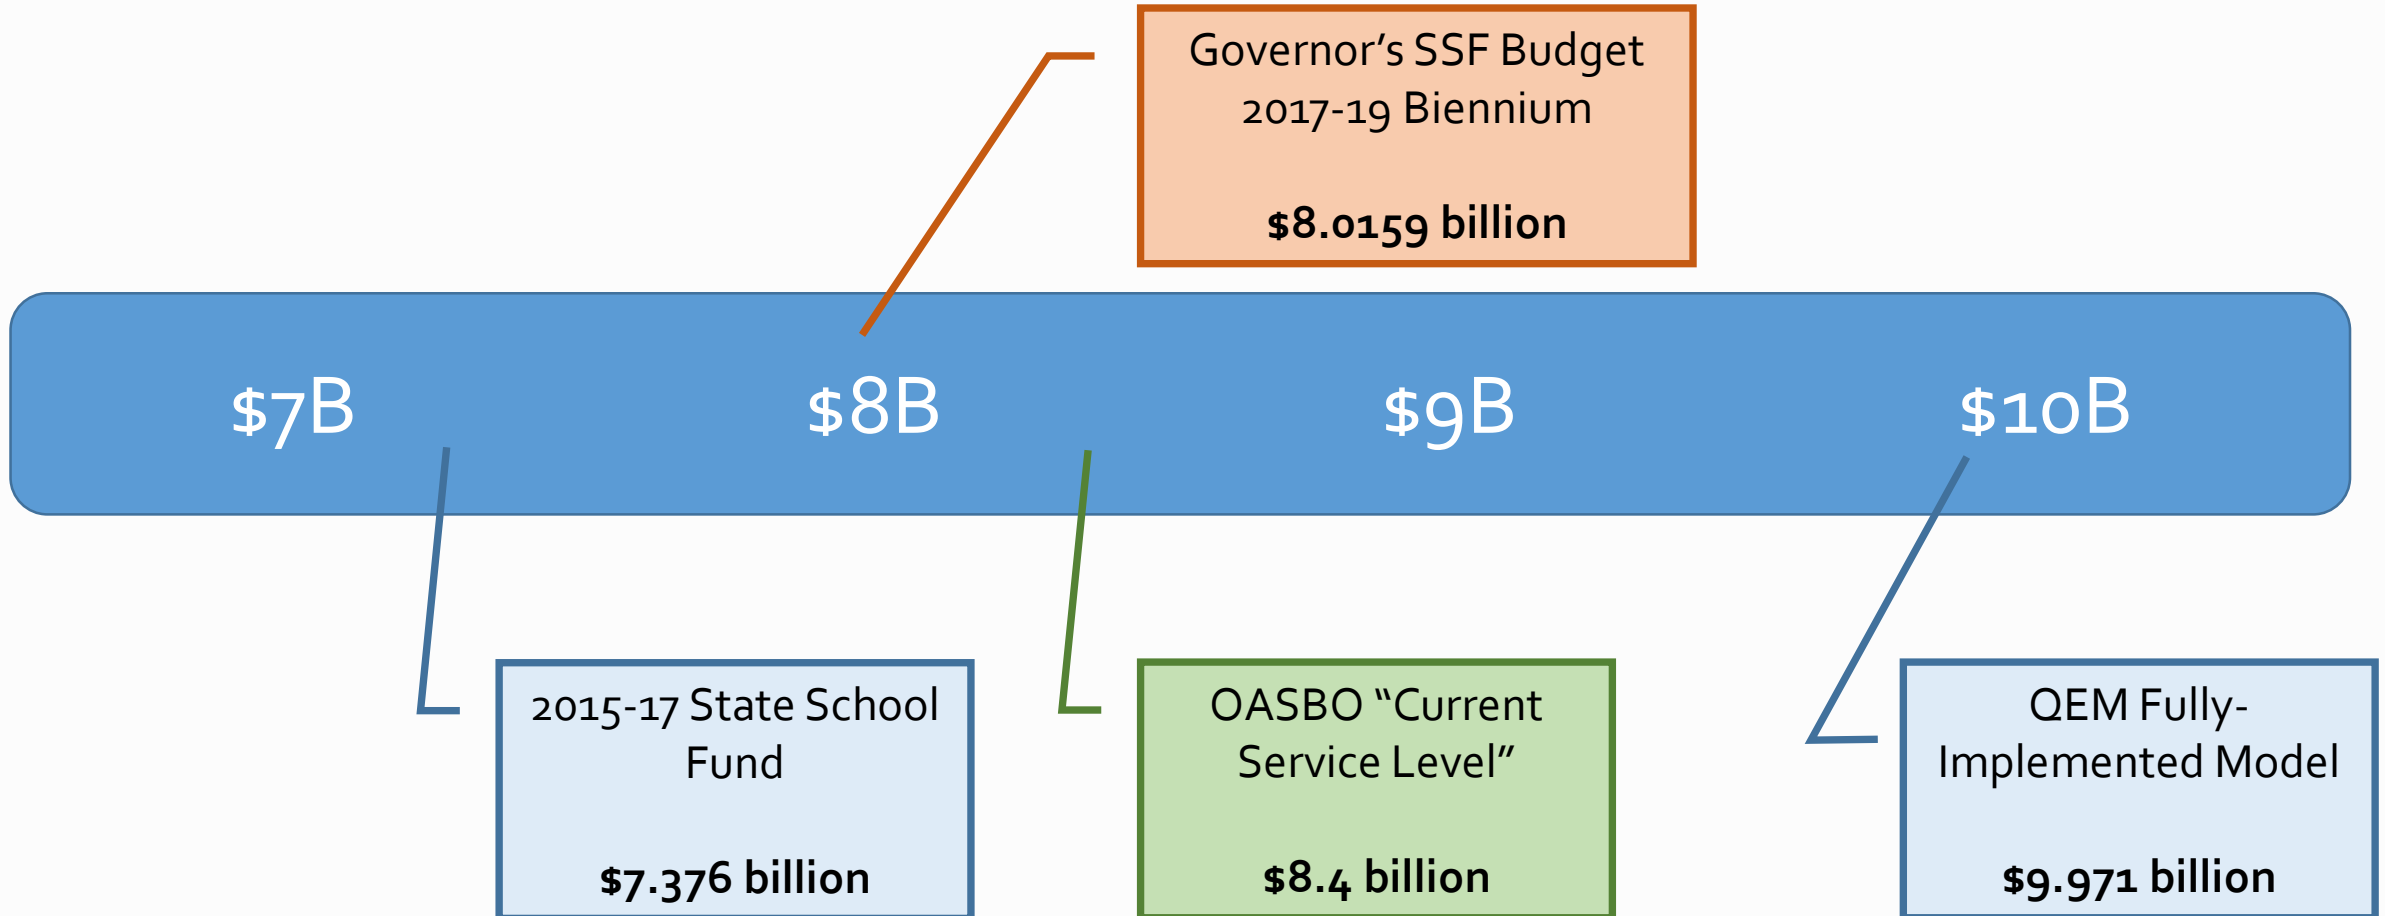 Governor’s SSF Budget
2017-19 Biennium
$8.0159 billion
$7B
$8B
$9B
$10B
2015-17 State School
Fund
$7.376 billion
OASBO “Current
Service Level”
$8.4 billion
QEM Fully-
Implemented Model
$9.971 billion